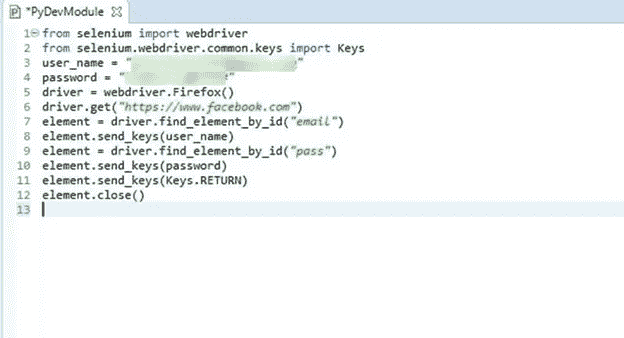 *PyDevModule
1 from selenium import webdriver
2 from selenium.webdriver.common.keys import Keys
3 user_name = " "
4 password = " "
5 driver = webdriver.Firefox()
6 driver.get("https://www.facebook.com")
7 element = driver.find_element_by_id("email")
8 element.send_keys(user_name)
9 element = driver.find_element_by_id("pass")
10 element.send_keys(password)
11 element.send_keys(Keys.RETURN)
12 element.close()
13